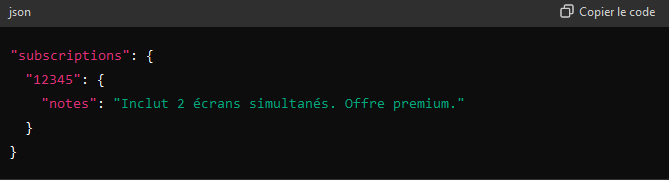 json
Copier le code
"subscriptions": {
"12345": {
"notes": "Inclut 2 écrans simultanés. Offre premium."
}
}